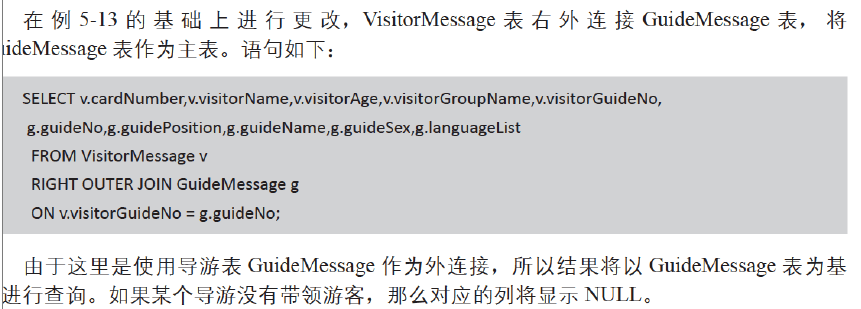 在例 5-13 的基础上进行更改，VisitorMessage 表右外连接 GuideMessage 表，将
uideMessage 表作为主表。语句如下：
SELECT v.cardNumber,v.visitorName,v.visitorAge,v.visitorGroupName,v.visitorGuideNo,
g.guideNo,g.guidePosition,g.guideName,g.guideSex,g.languageList
FROM VisitorMessage v
RIGHT OUTER JOIN GuideMessage g
ON v.visitorGuideNo = g.guideNo;
由于这里是使用导游表 GuideMessage 作为外连接，所以结果将以 GuideMessage 表为基
进行查询。如果某个导游没有带领游客，那么对应的列将显示 NULL。